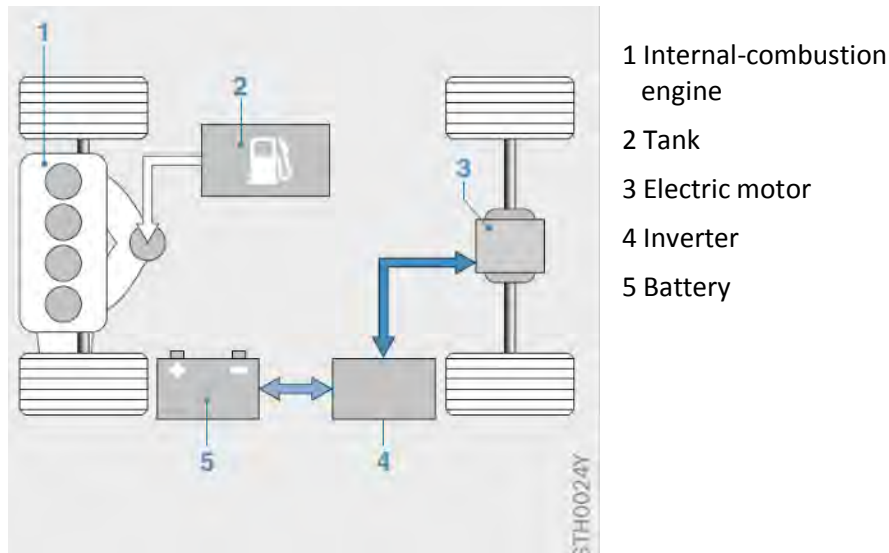 1
2
3
+ −
5
4
STH0024Y
1 Internal-combustion
engine
2 Tank
3 Electric motor
4 Inverter
5 Battery